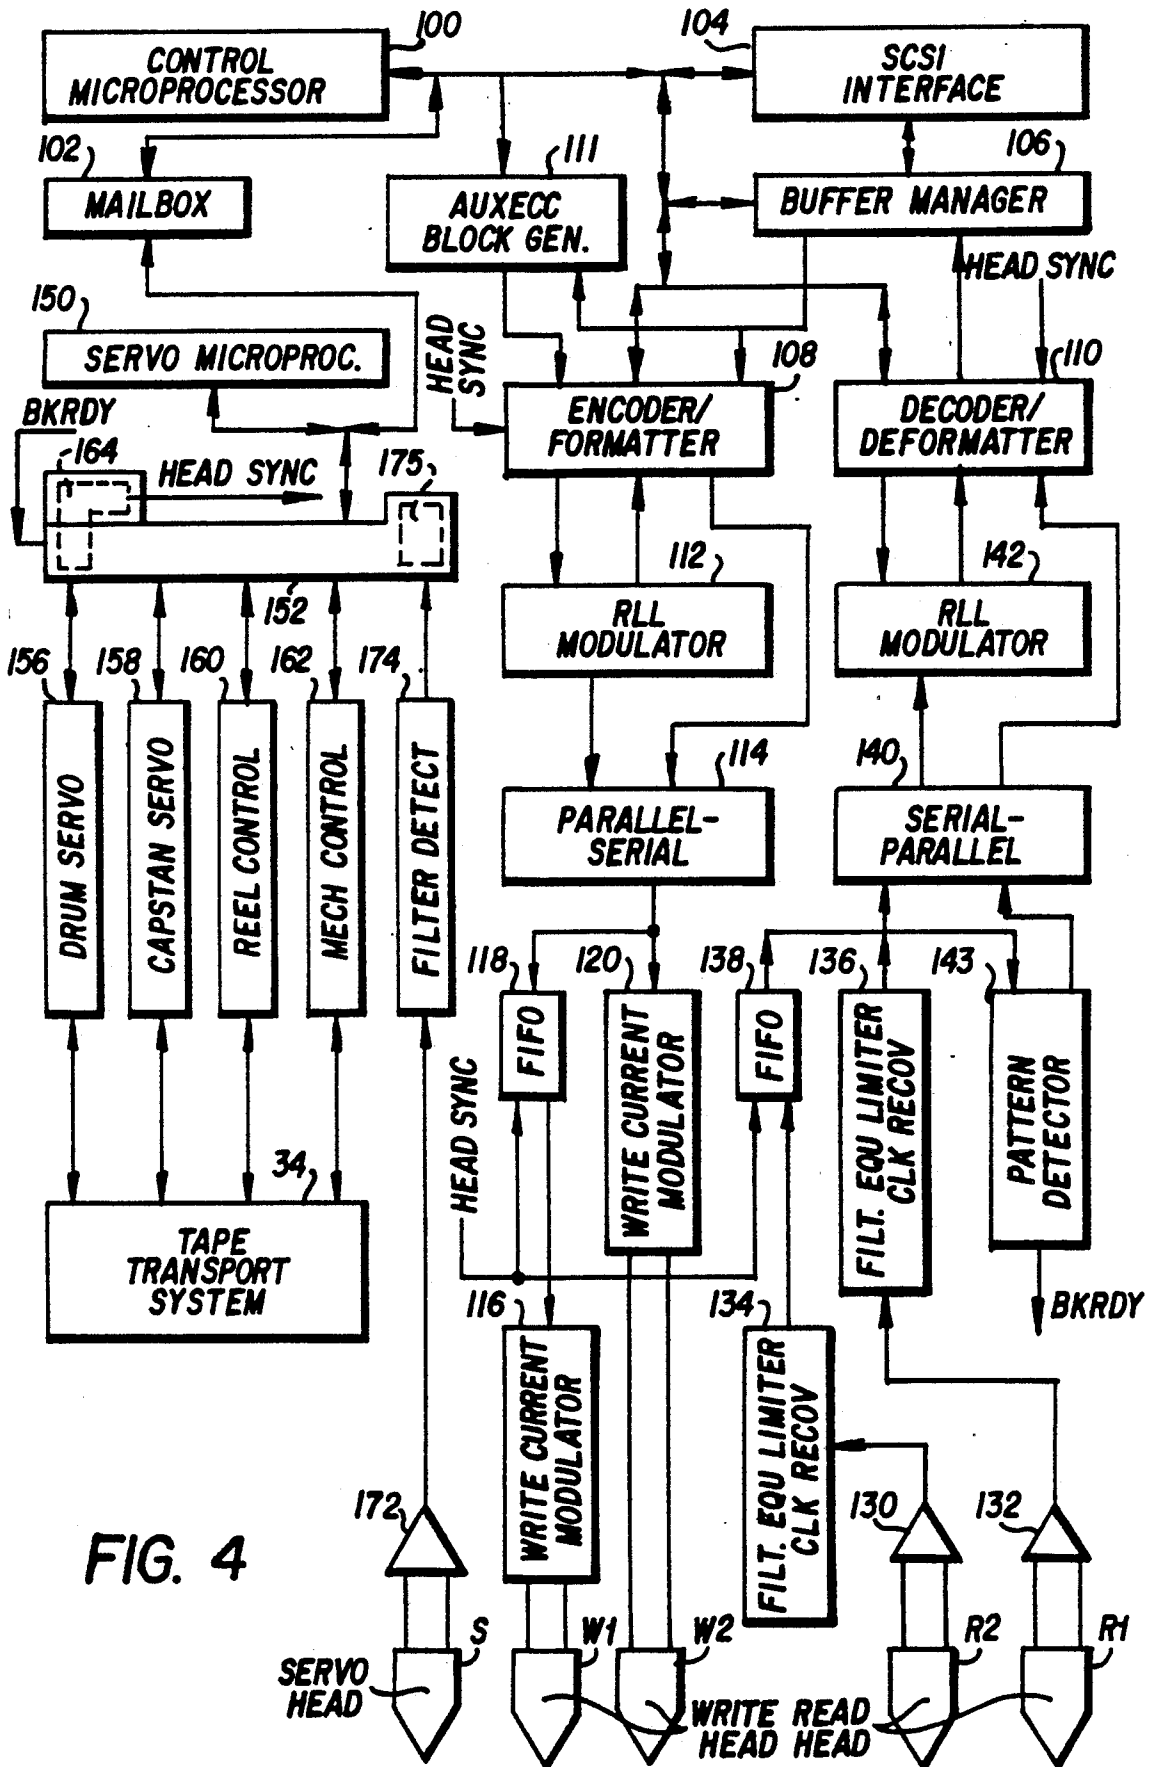 100
CONTROL
MICROPROCESSOR
104
SCSI
INTERFACE
102
MAILBOX
111
AUXECC
BLOCK GEN.
106
BUFFER MANAGER
HEAD SYNC
150
SERVO MICROPROC.
HEAD
SYNC
108
ENCODER/
FORMATTER
110
DECODER/
DEFORMATTER
BKRDY
164
HEAD SYNC
175
152
112
RLL
MODULATOR
142
RLL
MODULATOR
156
158
160
162
174
DRUM SERVO
CAPSTAN SERVO
REEL CONTROL
MECH CONTROL
FILTER DETECT
114
PARALLEL-
SERIAL
140
SERIAL-
PARALLEL
118
FIFO
120
WRITE CURRENT
MODULATOR
138
FIFO
136
FILT. EQU LIMITER
CLK RECOV
143
PATTERN
DETECTOR
HEAD SYNC
34
TAPE
TRANSPORT
SYSTEM
116
WRITE CURRENT
MODULATOR
134
FILT. EQU LIMITER
CLK RECOV
BKRDY
172
130
132
FIG. 4
S
SERVO
HEAD
W1
W2
WRITE
HEAD
READ
HEAD
R2
R1